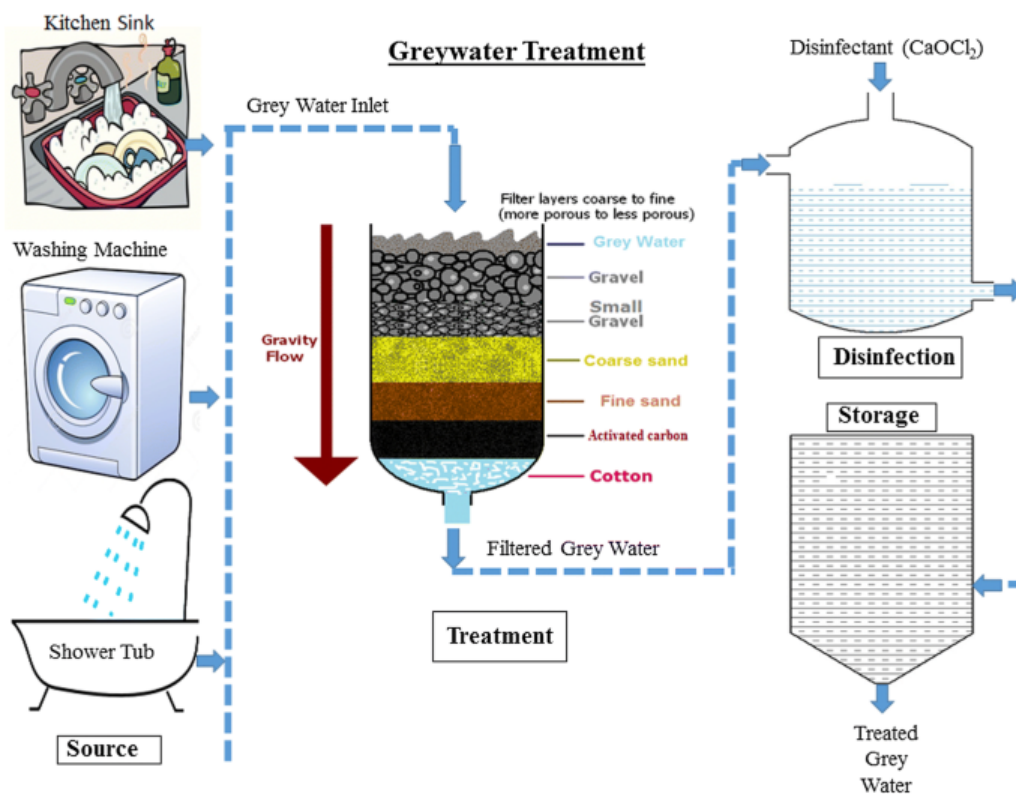 Kitchen Sink
Greywater Treatment
Disinfectant (CaOCl₂)
Grey Water Inlet
Filter layers coarse to fine
(more porous to less porous)
Grey Water
Washing Machine
Gravel
Small
Gravel
Gravity
Flow
Coarse sand
Disinfection
Fine sand
Storage
Activated carbon
Cotton
Filtered Grey Water
Treatment
Shower Tub
Source
Treated
Grey
Water